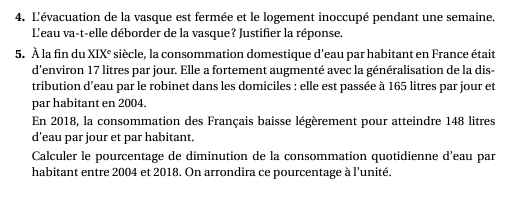 4. L'évacuation de la vasque est fermée et le logement inoccupé pendant une semaine.
L'eau va-t-elle déborder de la vasque ? Justifier la réponse.
5. À la fin du XIXe siècle, la consommation domestique d'eau par habitant en France était
d'environ 17 litres par jour. Elle a fortement augmenté avec la généralisation de la dis-
tribution d'eau par le robinet dans les domiciles : elle est passée à 165 litres par jour et
par habitant en 2004.
En 2018, la consommation des Français baisse légèrement pour atteindre 148 litres
d'eau par jour et par habitant.
Calculer le pourcentage de diminution de la consommation quotidienne d'eau par
habitant entre 2004 et 2018. On arrondira ce pourcentage à l'unité.